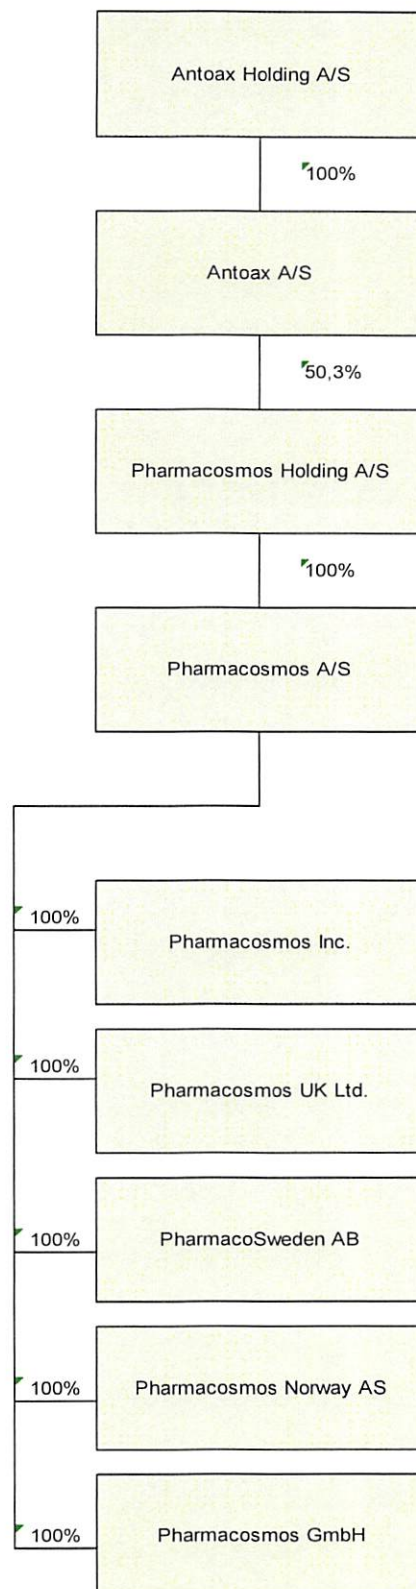 Antoax Holding A/S
100%
Antoax A/S
50,3%
Pharmacosmos Holding A/S
100%
Pharmacosmos A/S
100%
Pharmacosmos Inc.
100%
Pharmacosmos UK Ltd.
100%
PharmacoSweden AB
100%
Pharmacosmos Norway AS
100%
Pharmacosmos GmbH